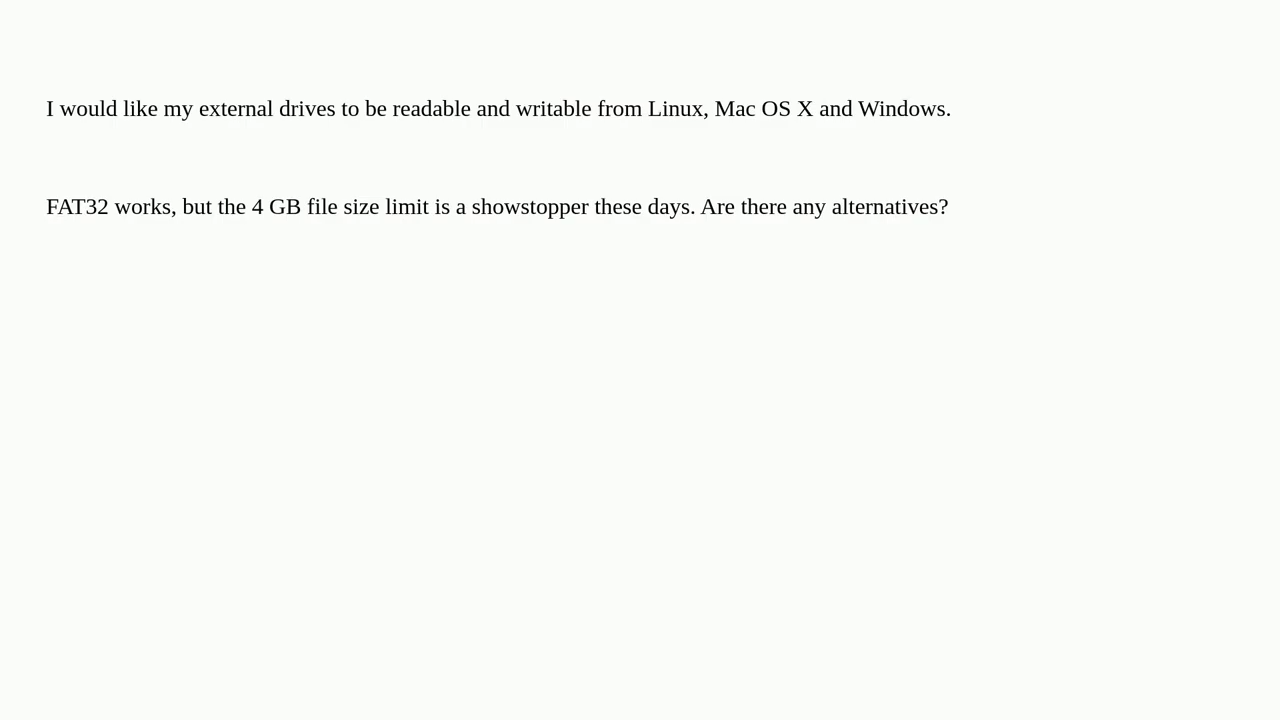 I would like my external drives to be readable and writable from Linux, Mac OS X and Windows.
FAT32 works, but the 4 GB file size limit is a showstopper these days. Are there any alternatives?